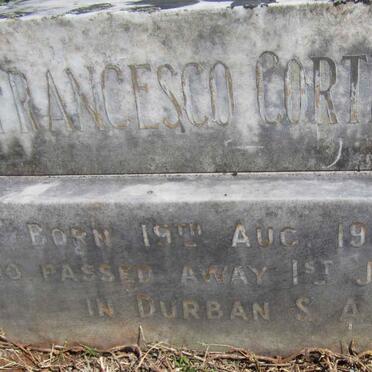 FRANCESCO CORT
BORN 19TH AUG. 19
O PASSED AWAY 1ST J
IN DURBAN S. A